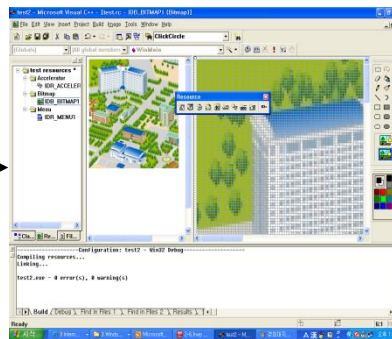 test2 - Microsoft Visual C++ - [test.rc - IDB_BITMAP1 (Bitmap)]
File Edit View Insert Project Build Image Tools Window Help
ClickCircle
[Globals] [All global members] WinMain
test resources *
Accelerator
IDR_ACCELER
Bitmap
IDB_BITMAP1
Menu
IDR_MENU1
Resource
Cla... Re... Fil...
Configuration: test2 - Win32 Debug
Compiling resources...
Linking...
test2.exe - 0 error(s), 0 warning(s)
Build Debug Find in Files 1 Find in Files 2 Results
Ready